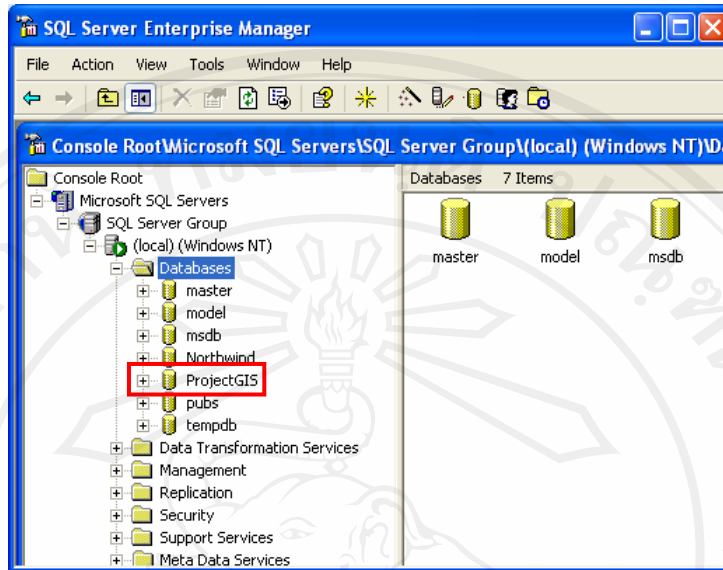 SQL Server Enterprise Manager
File Action View Tools Window Help
Console Root\Microsoft SQL Servers\SQL Server Group\(local) (Windows NT)\Da
Console Root
Microsoft SQL Servers
SQL Server Group
(local) (Windows NT)
Databases
master
model
msdb
Northwind
ProjectGIS
pubs
tempdb
Data Transformation Services
Management
Replication
Security
Support Services
Meta Data Services
Databases 7 Items
master model msdb